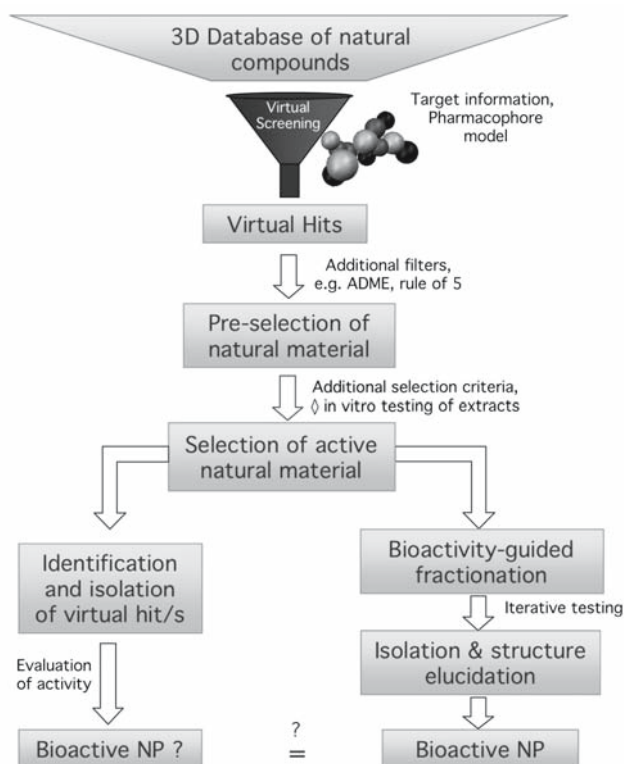 3D Database of natural
compounds
Virtual
Screening
Target information,
Pharmacophore
model
Virtual Hits
Additional filters,
e.g. ADME, rule of 5
Pre-selection of
natural material
Additional selection criteria,
◊ in vitro testing of extracts
Selection of active
natural material
Identification
and isolation
of virtual hit/s
Evaluation
of activity
Bioactive NP ?
Bioactivity-guided
fractionation
Iterative testing
Isolation & structure
elucidation
?
=
Bioactive NP